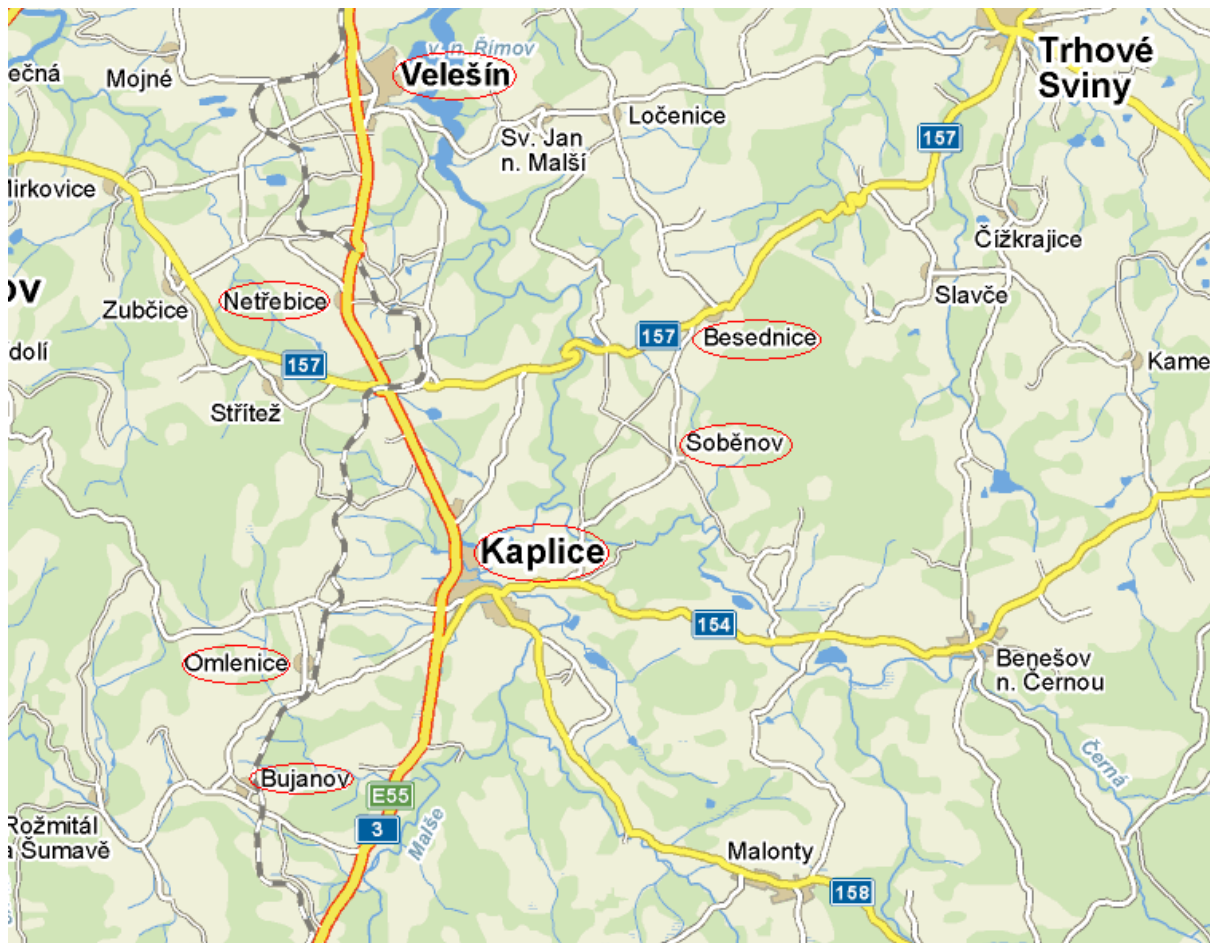 v. n. Římov
ečná
Mojné
Velešín
Trhové
Sviny
Ločenice
Sv. Jan
n. Malší
157
Mirkovice
Čížkrajice
ov
Netřebice
Zubčice
Slavče
157
Besednice
dolí
157
Kame
Střítež
Soběnov
Kaplice
154
Omlenice
Benešov
n. Černou
Černá
Bujanov
E55
3
Malše
Rožmitál
a Šumavě
Malonty
158